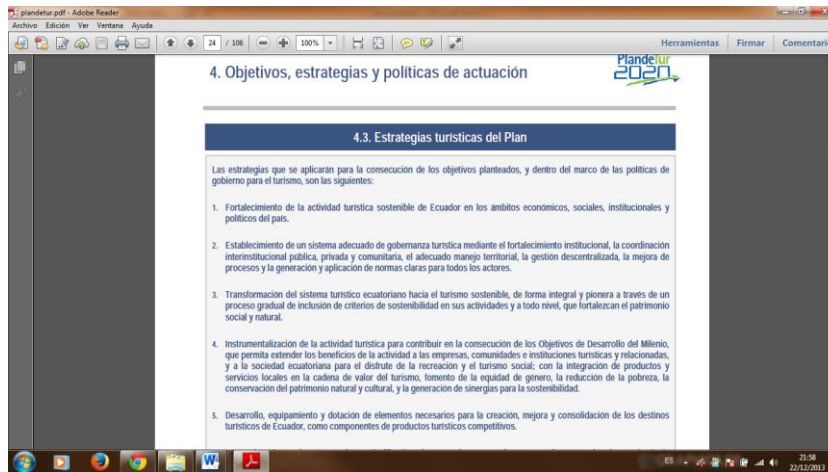 plandetur.pdf - Adobe Reader
Archivo Edición Ver Ventana Ayuda
24 / 106 100% Herramientas Firmar Comentari
4. Objetivos, estrategias y políticas de actuación
Plandetur
2020
4.3. Estrategias turísticas del Plan
Las estrategias que se aplicarán para la consecución de los objetivos planteados, y dentro del marco de las políticas de
gobierno para el turismo, son las siguientes:
1. Fortalecimiento de la actividad turística sostenible de Ecuador en los ámbitos económicos, sociales, institucionales y
políticos del país.
2. Establecimiento de un sistema adecuado de gobernanza turística mediante el fortalecimiento institucional, la coordinación
interinstitucional pública, privada y comunitaria, el adecuado manejo territorial, la gestión descentralizada, la mejora de
procesos y la generación y aplicación de normas claras para todos los actores.
3. Transformación del sistema turístico ecuatoriano hacia el turismo sostenible, de forma integral y pionera a través de un
proceso gradual de inclusión de criterios de sostenibilidad en sus actividades y a todo nivel, que fortalezcan el patrimonio
social y natural.
4. Instrumentalización de la actividad turística para contribuir en la consecución de los Objetivos de Desarrollo del Milenio,
que permita extender los beneficios de la actividad a las empresas, comunidades e instituciones turísticas y relacionadas,
y a la sociedad ecuatoriana para el disfrute de la recreación y el turismo social; con la integración de productos y
servicios locales en la cadena de valor del turismo, fomento de la equidad de género, la reducción de la pobreza, la
conservación del patrimonio natural y cultural, y la generación de sinergias para la sostenibilidad.
5. Desarrollo, equipamiento y dotación de elementos necesarios para la creación, mejora y consolidación de los destinos
turísticos de Ecuador, como componentes de productos turísticos competitivos.
ES 21:58
22/12/2013